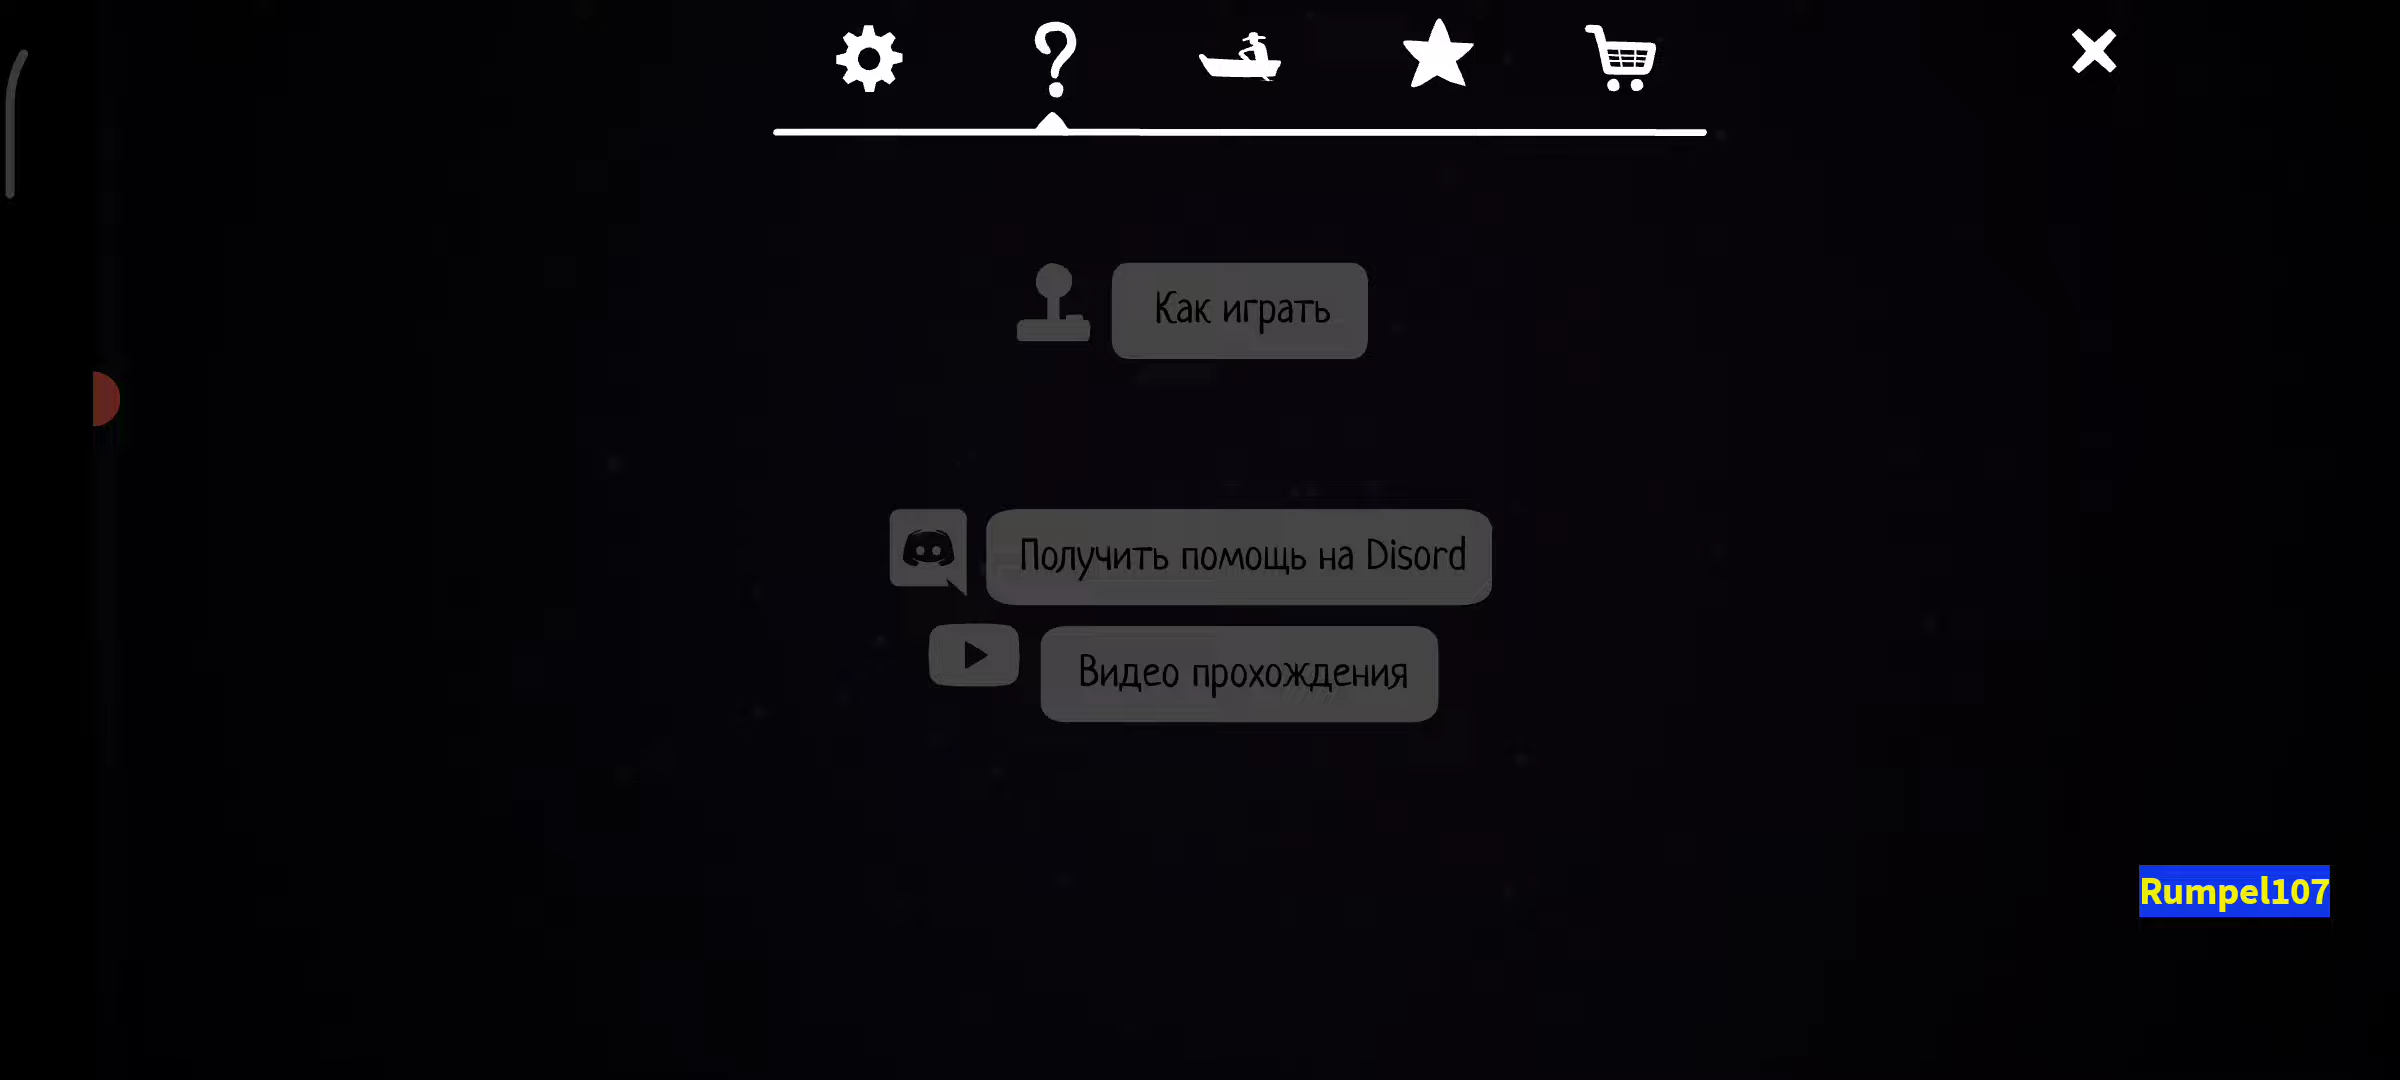 Как играть
Получить помощь на Disord
Видео прохождения
Rumpel107